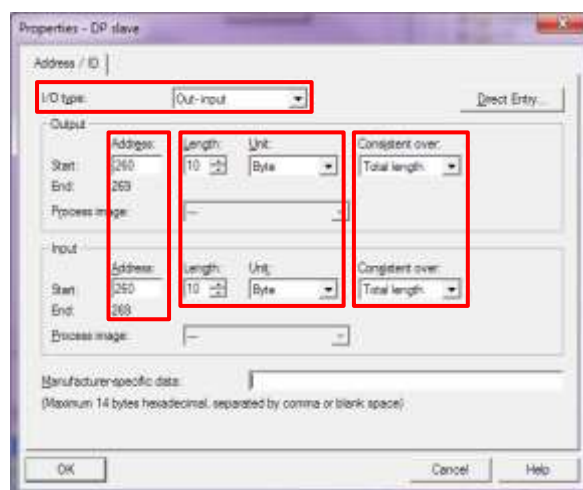 Properties - DP slave
Address / ID
I/O type: Out-input Direct Entry...
Output
Address: Length: Unit: Consistent over:
Start: 260 10 Byte Total length
End: 269
Process image: ---
Input
Address: Length: Unit: Consistent over:
Start: 260 10 Byte Total length
End: 269
Process image: ---
Manufacturer-specific data:
(Maximum 14 bytes hexadecimal, separated by comma or blank space)
OK Cancel Help